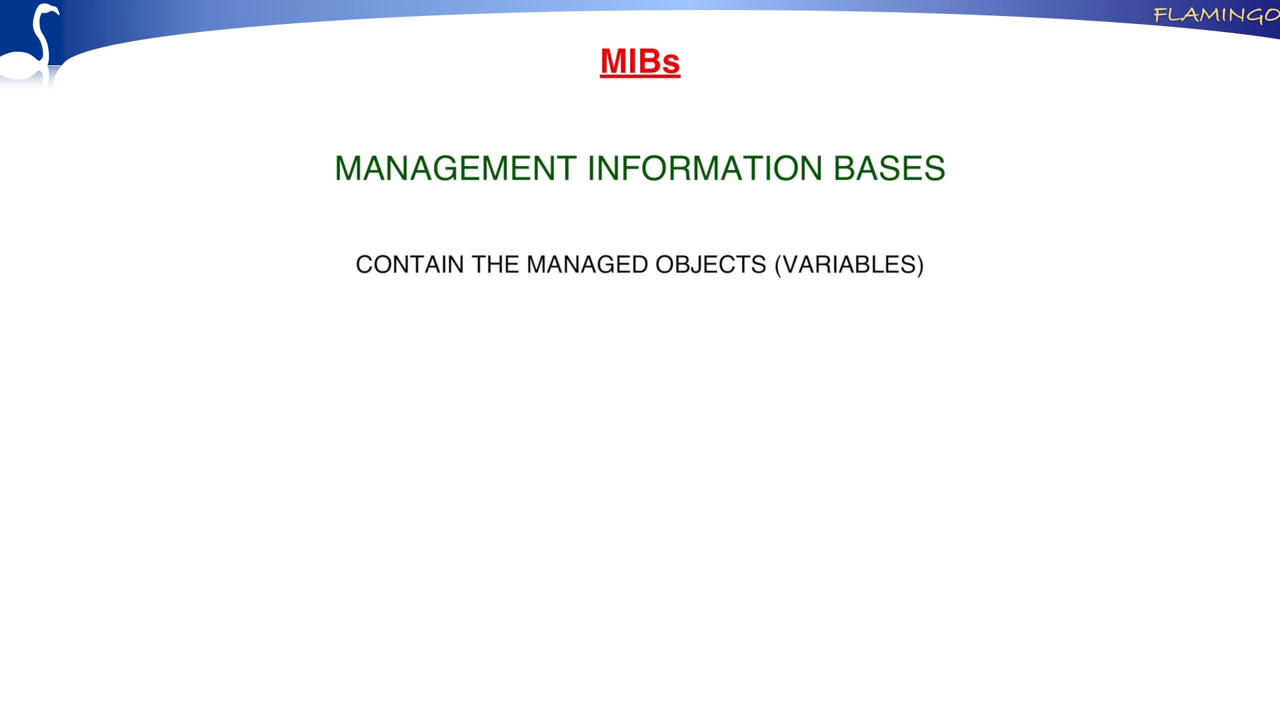 FLAMINGO
MIBs
MANAGEMENT INFORMATION BASES
CONTAIN THE MANAGED OBJECTS (VARIABLES)